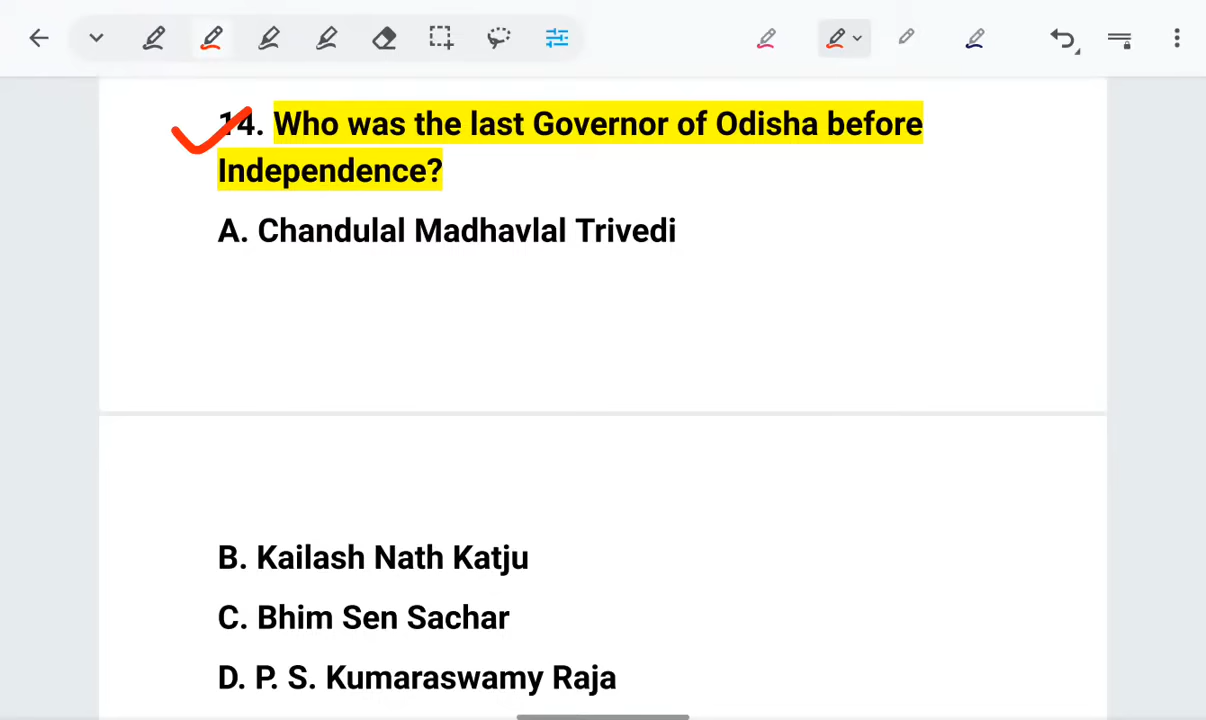 14. Who was the last Governor of Odisha before
Independence?
A. Chandulal Madhavlal Trivedi
B. Kailash Nath Katju
C. Bhim Sen Sachar
D. P. S. Kumaraswamy Raja